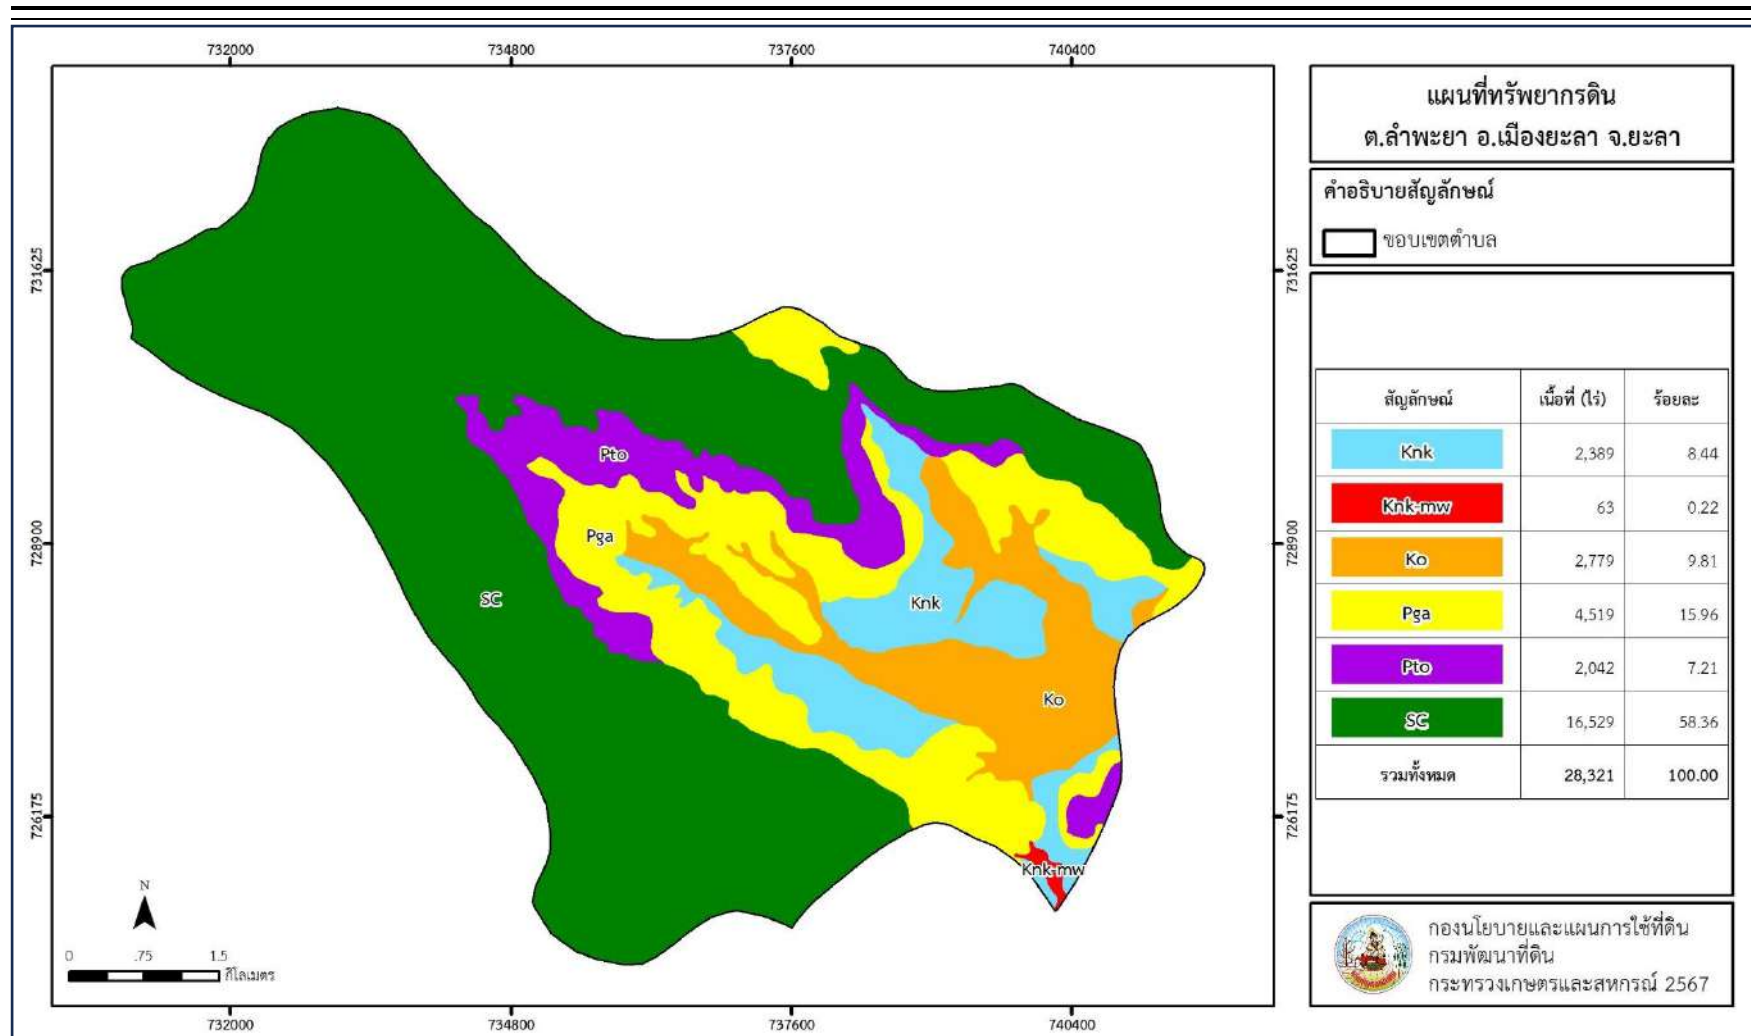 732000 734800 737600 740400
แผนที่ทรัพยากรดิน
ต.ลำพะยา อ.เมืองยะลา จ.ยะลา
คำอธิบายสัญลักษณ์
ขอบเขตตำบล
731625 731625
728900 728900
726175 726175
Pto
Pga
SC
Knk
Ko
Knk-mw
สัญลักษณ์ เนื้อที่ (ไร่) ร้อยละ
Knk 2,389 8.44
Knk-mw 63 0.22
Ko 2,779 9.81
Pga 4,519 15.96
Pto 2,042 7.21
SC 16,529 58.36
รวมทั้งหมด 28,321 100.00
N
0 .75 1.5
กิโลเมตร
กองนโยบายและแผนการใช้ที่ดิน
กรมพัฒนาที่ดิน
กระทรวงเกษตรและสหกรณ์ 2567
732000 734800 737600 740400